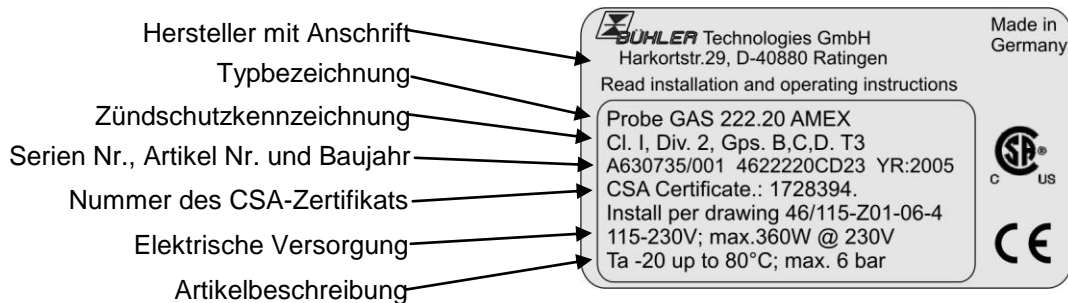 Hersteller mit Anschrift
Typbezeichnung
Zündschutzkennzeichnung
Serien Nr., Artikel Nr. und Baujahr
Nummer des CSA-Zertifikats
Elektrische Versorgung
Artikelbeschreibung
BÜHLER Technologies GmbH
Harkortstr.29, D-40880 Ratingen
Read installation and operating instructions
Made in
Germany
Probe GAS 222.20 AMEX
Cl. I, Div. 2, Gps. B,C,D. T3
A630735/001 4622220CD23 YR:2005
CSA Certificate.: 1728394.
Install per drawing 46/115-Z01-06-4
115-230V; max.360W @ 230V
Ta -20 up to 80°C; max. 6 bar
SA®
C US
CE